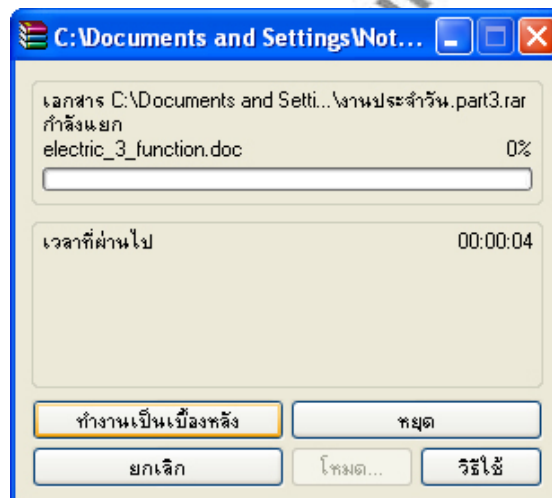 C:\Documents and Settings\Not...
เอกสาร C:\Documents and Setti...\งานประจำวัน.part3.rar
กำลังแยก
electric_3_function.doc 0%
เวลาที่ผ่านไป 00:00:04
ทำงานเป็นเบื้องหลัง หยุด
ยกเลิก โหมด... วิธีใช้